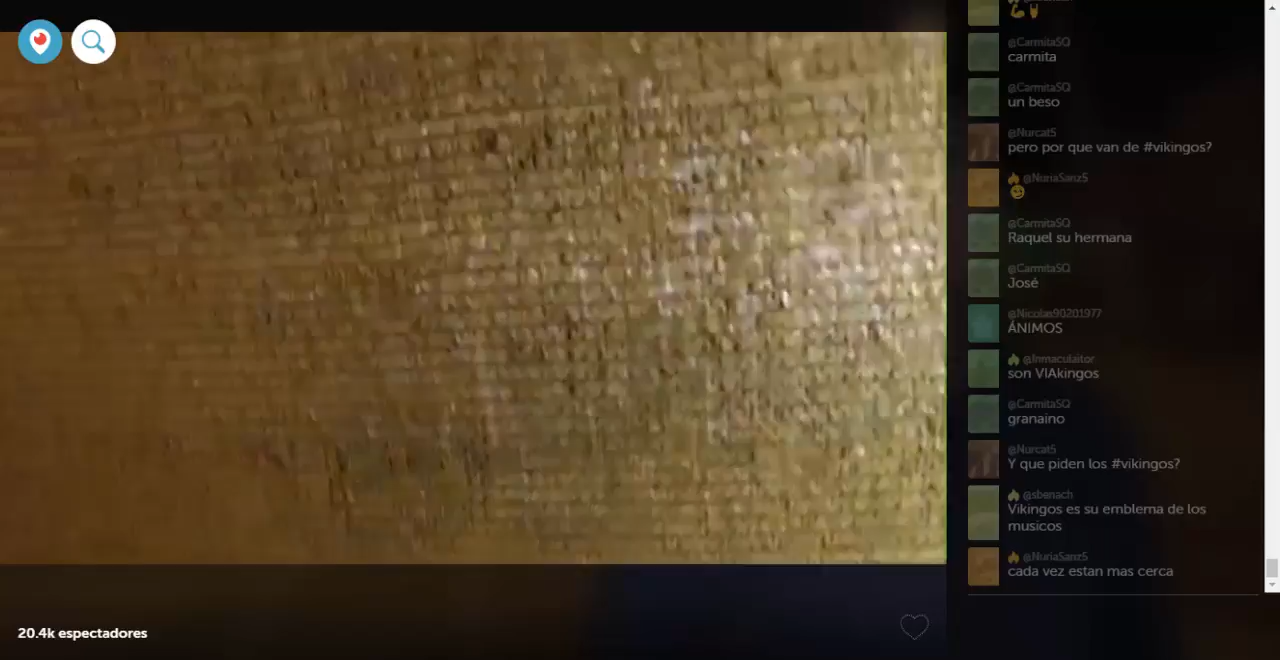 @CarmitaSQ
carmita
@CarmitaSQ
un beso
@Nurcat5
pero por que van de #vikingos?
@NuriaSanz5
@CarmitaSQ
Raquel su hermana
@CarmitaSQ
José
@Nicolas90201977
ÁNIMOS
@Inmaculaitor
son VIAkingos
@CarmitaSQ
granaino
@Nurcat5
Y que piden los #vikingos?
@sbenach
Vikingos es su emblema de los
musicos
@NuriaSanz5
cada vez estan mas cerca
20.4k espectadores